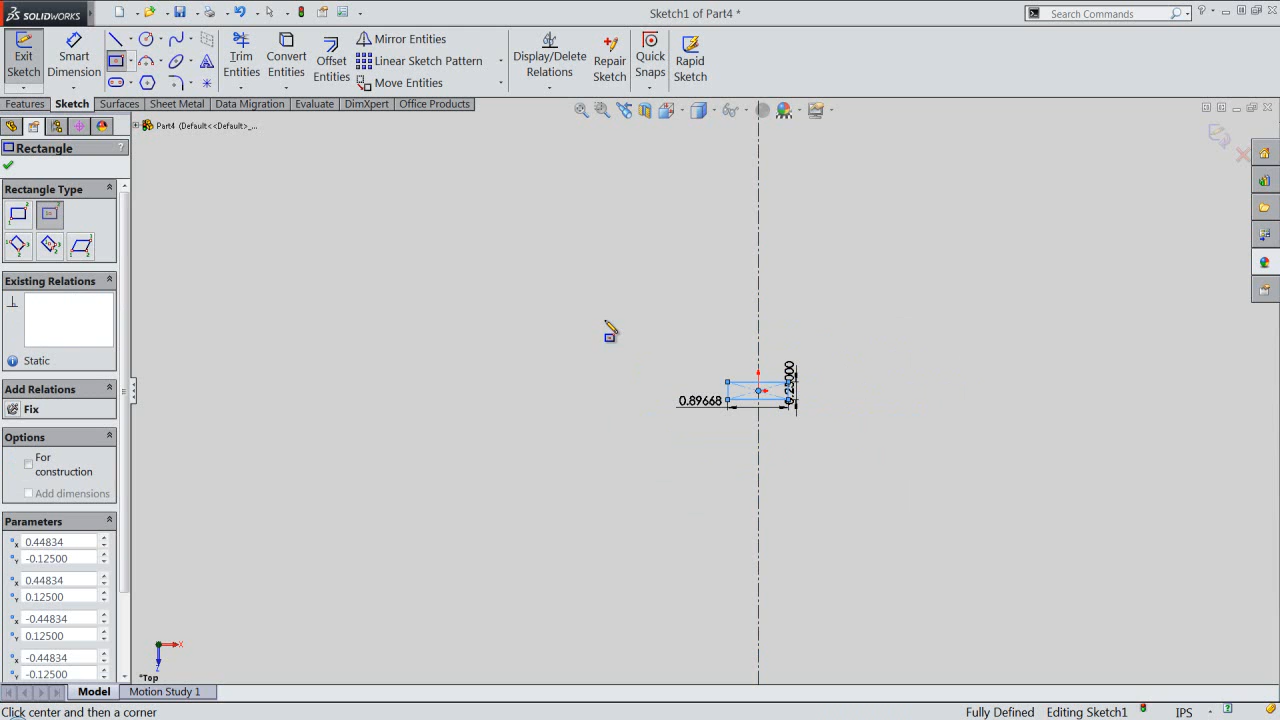 SOLIDWORKS
Sketch1 of Part4 *
Search Commands
Exit Sketch
Smart Dimension
Trim Entities
Convert Entities
Offset Entities
Mirror Entities
Linear Sketch Pattern
Move Entities
Display/Delete Relations
Repair Sketch
Quick Snaps
Rapid Sketch
Features
Sketch
Surfaces
Sheet Metal
Data Migration
Evaluate
DimXpert
Office Products
Part4 (Default<<Default>_...
Rectangle
?
Rectangle Type
Existing Relations
Static
Add Relations
Fix
Options
For construction
Add dimensions
Parameters
0.44834
-0.12500
0.44834
0.12500
-0.44834
0.12500
-0.44834
-0.12500
0.89668
0.25000
X
Z
*Top
Model
Motion Study 1
Click center and then a corner
Fully Defined
Editing Sketch1
IPS